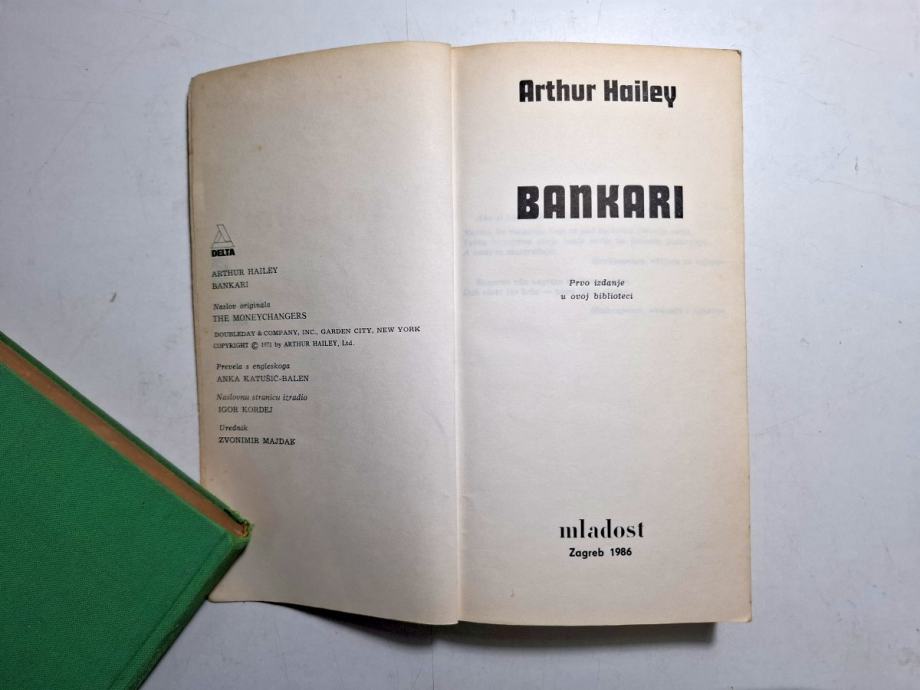 DELTA
ARTHUR HAILEY
BANKARI
Naslov originala
THE MONEYCHANGERS
DOUBLEDAY & COMPANY, INC., GARDEN CITY, NEW YORK
COPYRIGHT © by ARTHUR HAILEY, Ltd.
Prevela s engleskoga
ANKA KATUŠIĆ-BALEN
Naslovnu stranicu izradio
IGOR KORDEJ
Urednik
ZVONIMIR MAJDAK
Arthur Hailey
BANKARI
Prvo izdanje
u ovoj biblioteci
mladost
Zagreb 1986